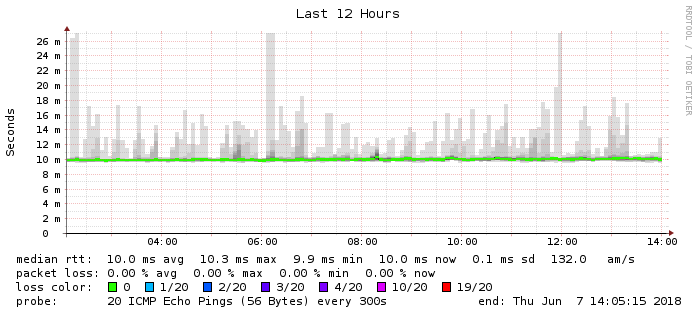 Last 12 Hours
RRDTOOL / TOBI OETIKER
Seconds
26 m
24 m
22 m
20 m
18 m
16 m
14 m
12 m
10 m
8 m
6 m
4 m
2 m
0
04:00 06:00 08:00 10:00 12:00 14:00
median rtt: 10.0 ms avg 10.3 ms max 9.9 ms min 10.0 ms now 0.1 ms sd 132.0 am/s
packet loss: 0.00 % avg 0.00 % max 0.00 % min 0.00 % now
loss color: 0 1/20 2/20 3/20 4/20 10/20 19/20
probe: 20 ICMP Echo Pings (56 Bytes) every 300s end: Thu Jun 7 14:05:15 2018